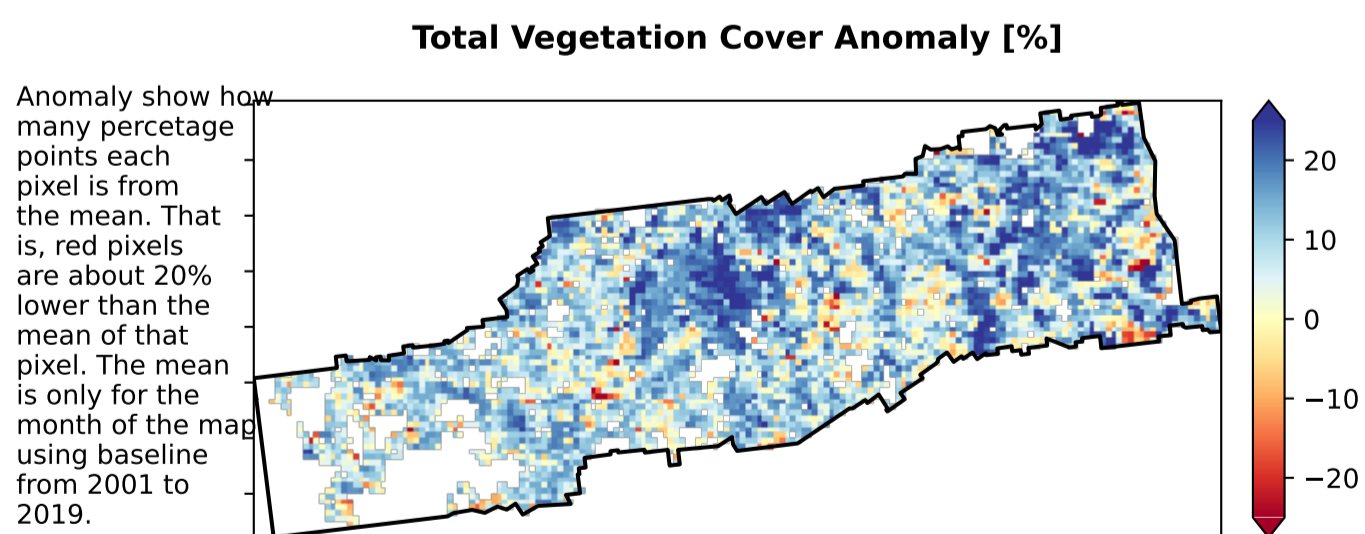 Total Vegetation Cover Anomaly [%]
Anomaly show how
many percetage
points each
pixel is from
the mean. That
is, red pixels
are about 20%
lower than the
mean of that
pixel. The mean
is only for the
month of the map
using baseline
from 2001 to
2019.
20
10
0
−10
−20